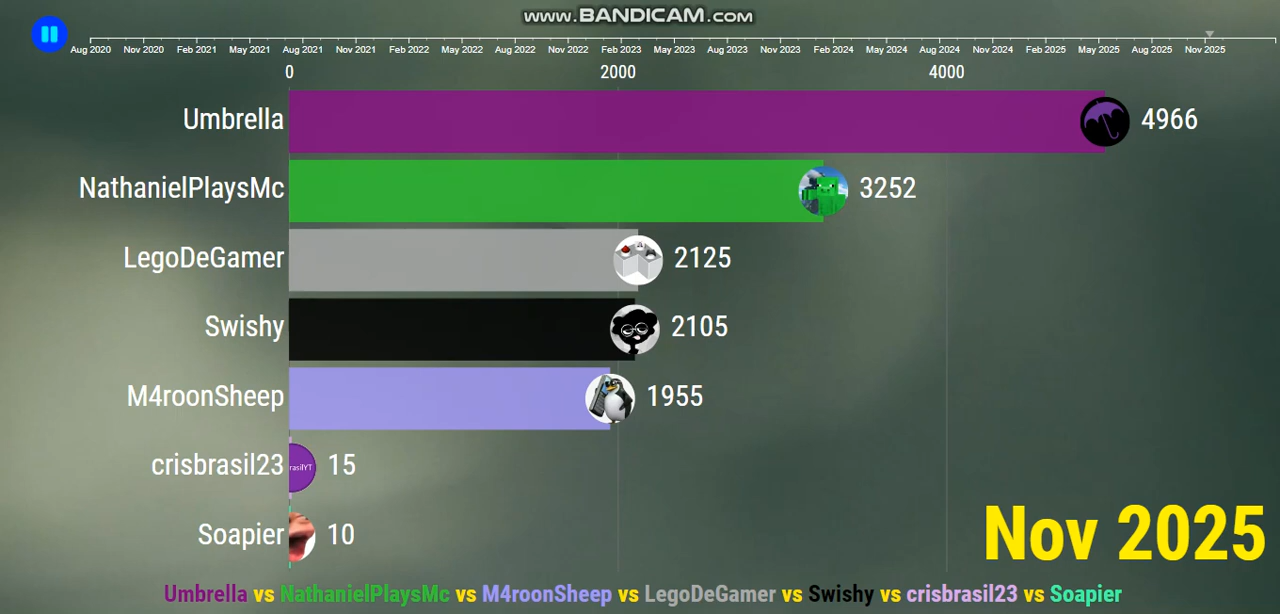 www.BANDICAM.com
Aug 2020 Nov 2020 Feb 2021 May 2021 Aug 2021 Nov 2021 Feb 2022 May 2022 Aug 2022 Nov 2022 Feb 2023 May 2023 Aug 2023 Nov 2023 Feb 2024 May 2024 Aug 2024 Nov 2024 Feb 2025 May 2025 Aug 2025 Nov 2025
0 2000 4000
Umbrella 4966
NathanielPlaysMc 3252
LegoDeGamer 2125
Swishy 2105
M4roonSheep 1955
crisbrasil23 rasilYT 15
Soapier 10
Nov 2025
Umbrella vs NathanielPlaysMc vs M4roonSheep vs LegoDeGamer vs Swishy vs crisbrasil23 vs Soapier